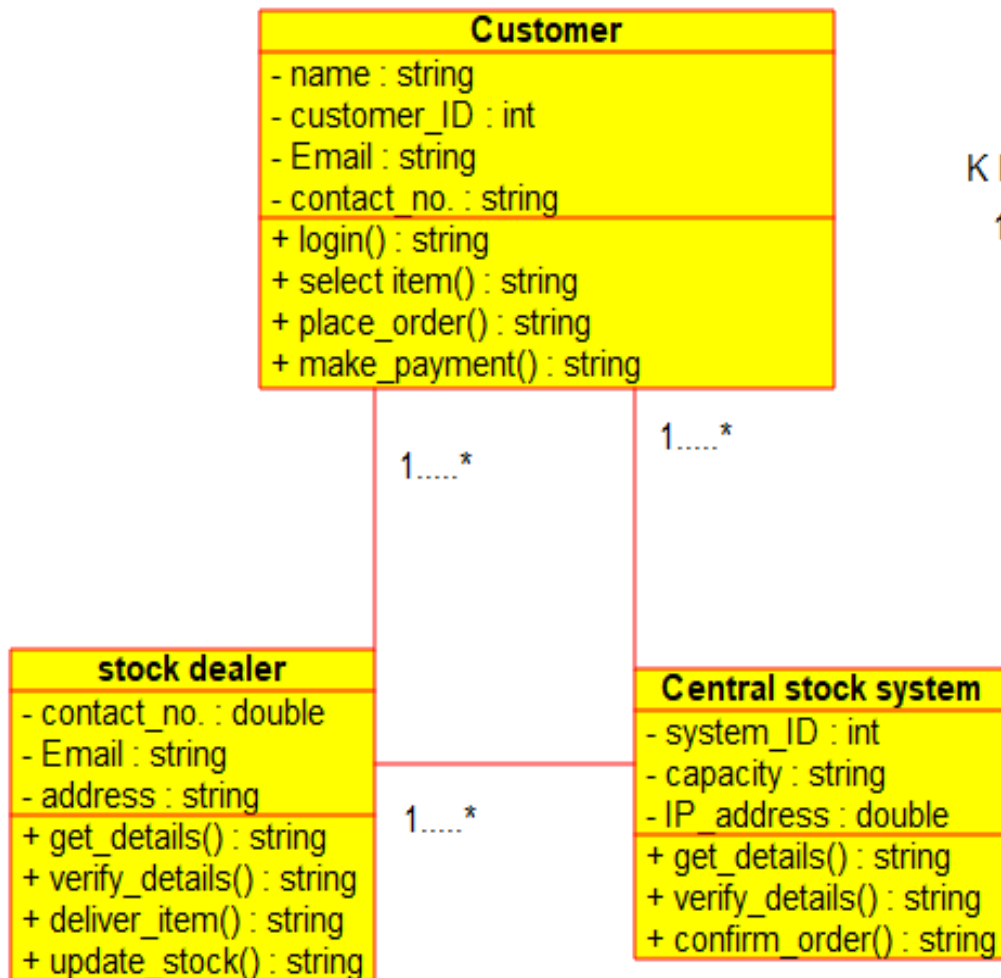 Customer
- name : string
- customer_ID : int
- Email : string
- contact_no. : string
+ login() : string
+ select item() : string
+ place_order() : string
+ make_payment() : string
K
1.....*
1.....*
stock dealer
- contact_no. : double
- Email : string
- address : string
+ get_details() : string
+ verify_details() : string
+ deliver_item() : string
+ update_stock() : string
1.....*
Central stock system
- system_ID : int
- capacity : string
- IP_address : double
+ get_details() : string
+ verify_details() : string
+ confirm_order() : string